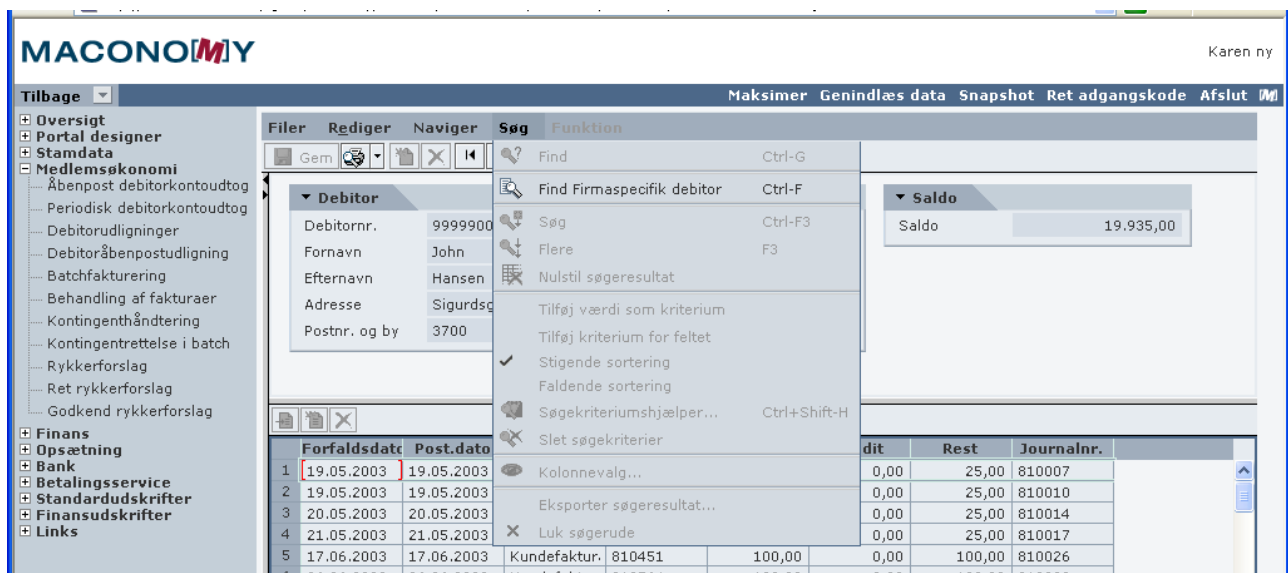 MACONO[M]Y
Karen ny
Tilbage
Maksimer Genindlæs data Snapshot Ret adgangskode Afslut
Oversigt
Portal designer
Stamdata
Medlemsøkonomi
Åbenpost debitorkontoudtog
Periodisk debitorkontoudtog
Debitorudligninger
Debitoråbenpostudligning
Batchfakturering
Behandling af fakturaer
Kontingenthåndtering
Kontingentrettelse i batch
Rykkerforslag
Ret rykkerforslag
Godkend rykkerforslag
Finans
Opsætning
Bank
Betalingsservice
Standardudskrifter
Finansudskrifter
Links
Filer Rediger Naviger Søg Funktion
Gem
Debitor
Debitornr. 9999900
Fornavn John
Efternavn Hansen
Adresse Sigurdsg
Postnr. og by 3700
Find Ctrl-G
Find Firmaspecifik debitor Ctrl-F
Søg Ctrl-F3
Flere F3
Nulstil søgeresultat
Tilføj værdi som kriterium
Tilføj kriterium for feltet
Stigende sortering
Faldende sortering
Søgekriteriumshjælper... Ctrl+Shift-H
Slet søgekriterier
Kolonnevalg...
Eksporter søgeresultat...
Luk søgerude
Saldo
Saldo 19.935,00
Forfaldsdato Post.dato dit Rest Journalnr.
1 19.05.2003 19.05.2003 0,00 25,00 810007
2 19.05.2003 19.05.2003 0,00 25,00 810010
3 20.05.2003 20.05.2003 0,00 25,00 810014
4 21.05.2003 21.05.2003 0,00 25,00 810017
5 17.06.2003 17.06.2003 Kundefaktur. 810451 100,00 0,00 100,00 810026